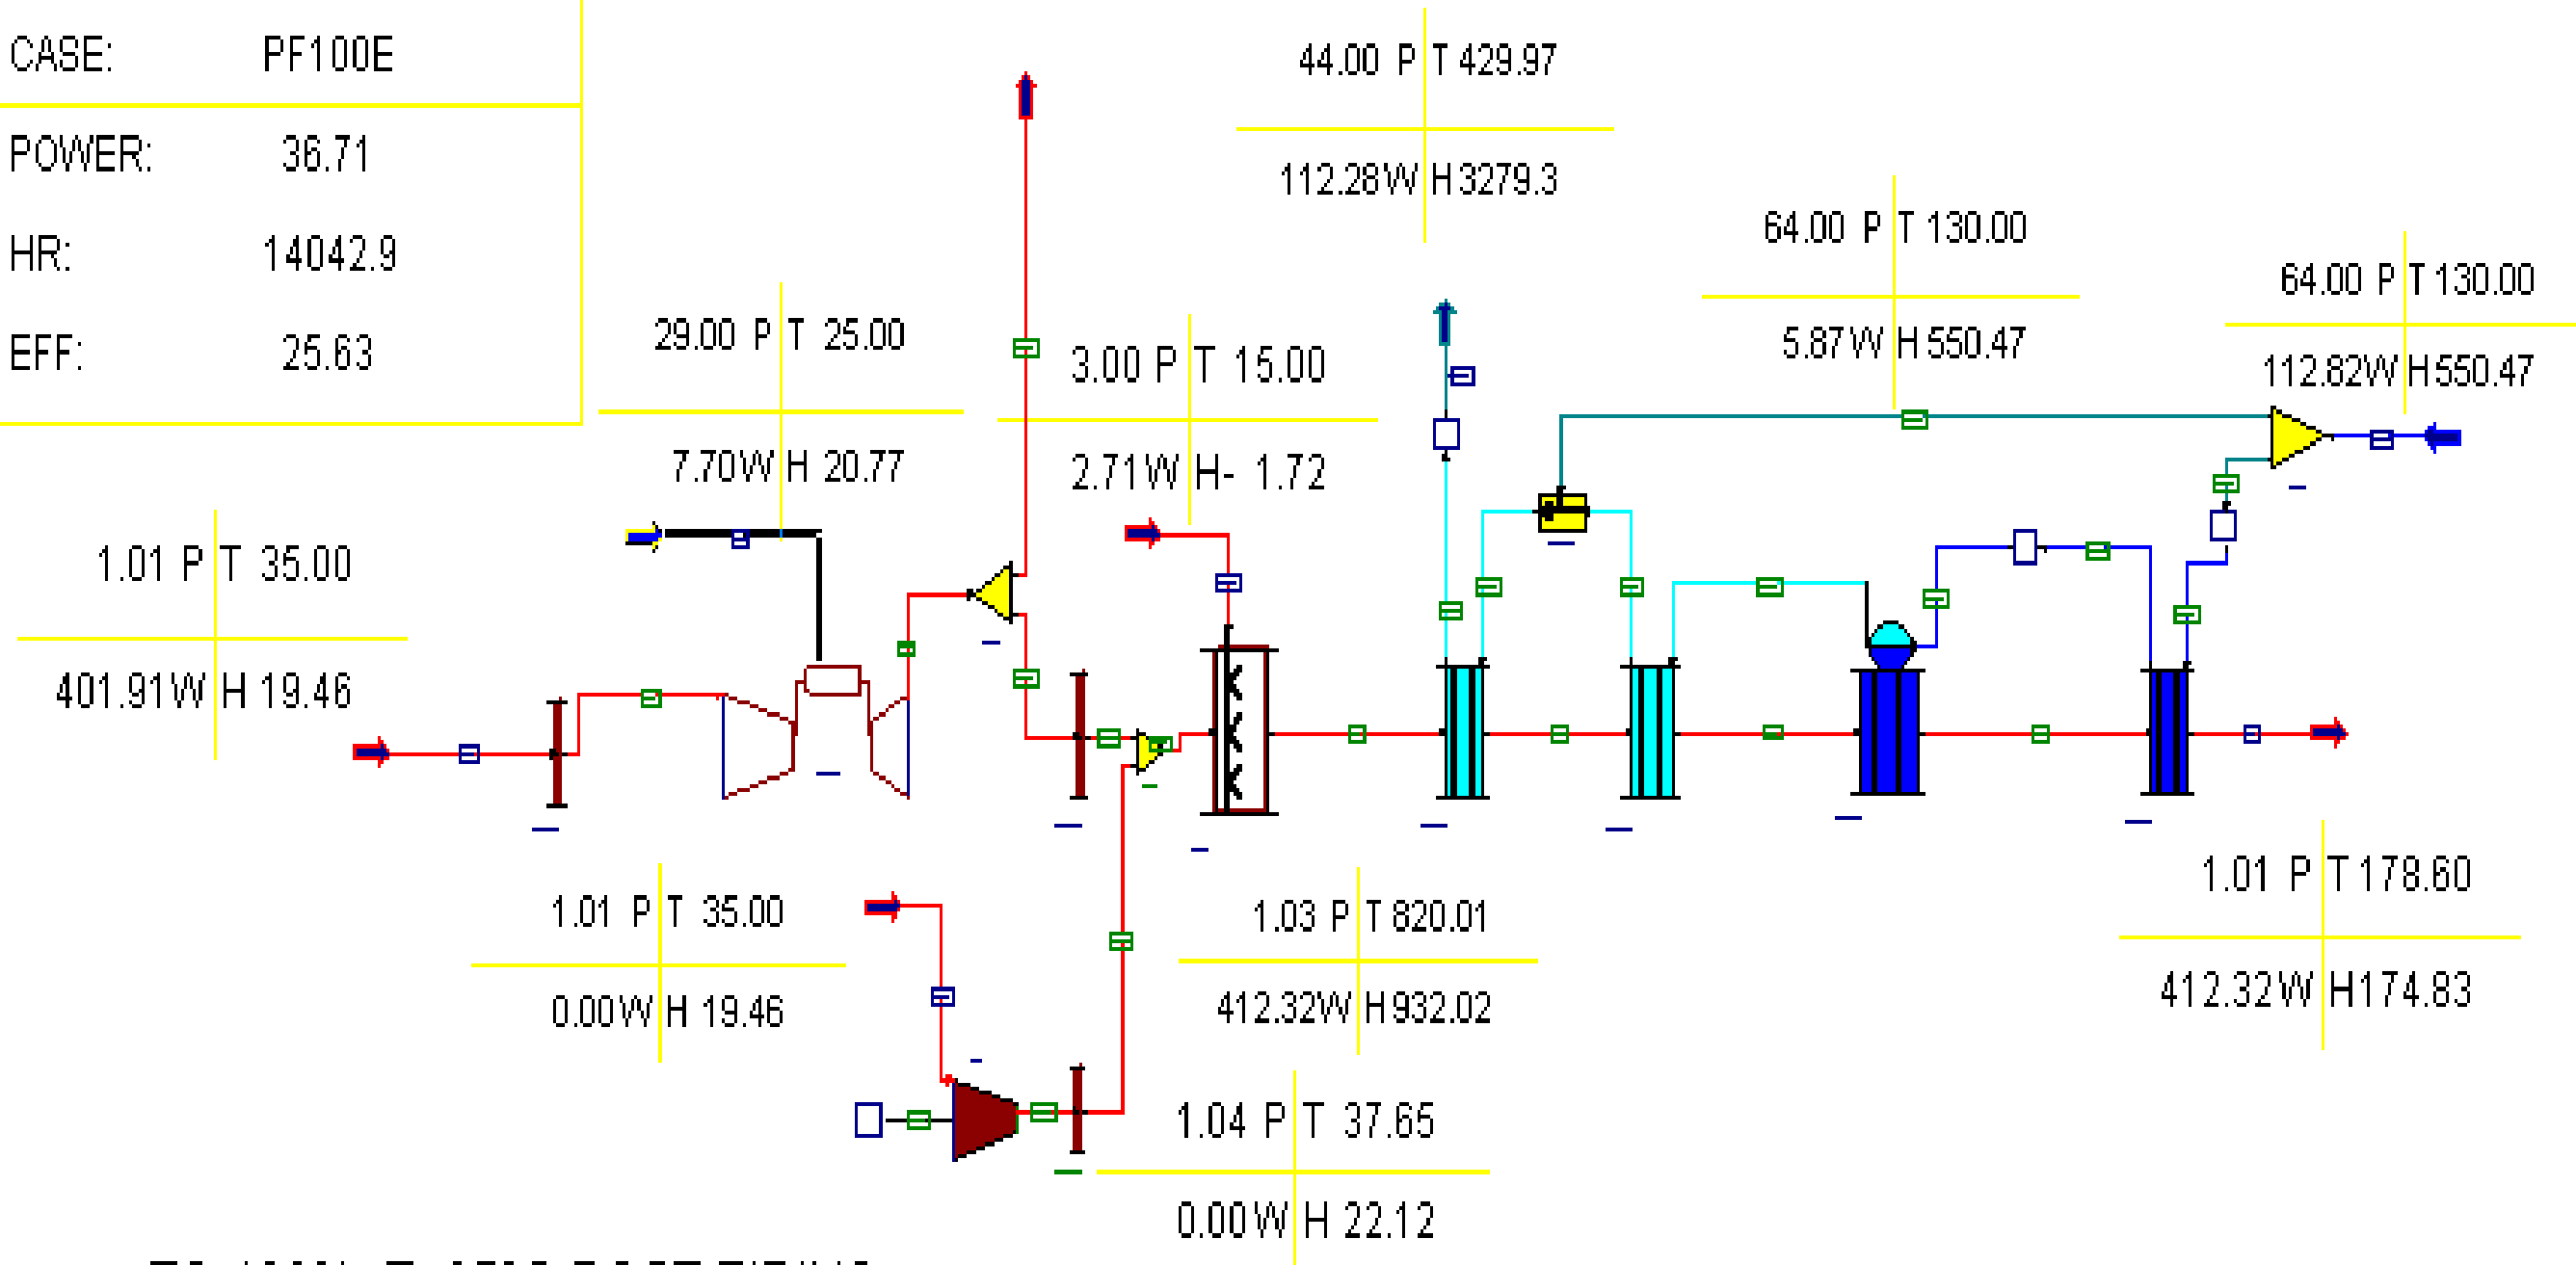 CASE: PF100E
POWER: 36.71
HR: 14042.9
EFF: 25.63
44.00 P T 429.97
112.28W H3279.3
64.00 P T 130.00
5.87W H 550.47
64.00 P T 130.00
112.82W H550.47
29.00 P T 25.00
7.70W H 20.77
3.00 P T 15.00
2.71W H- 1.72
1.01 P T 35.00
401.91W H 19.46
1.01 P T 35.00
0.00W H 19.46
1.03 P T 820.01
412.32W H932.02
1.01 P T 178.60
412.32W H174.83
1.04 P T 37.65
0.00W H 22.12